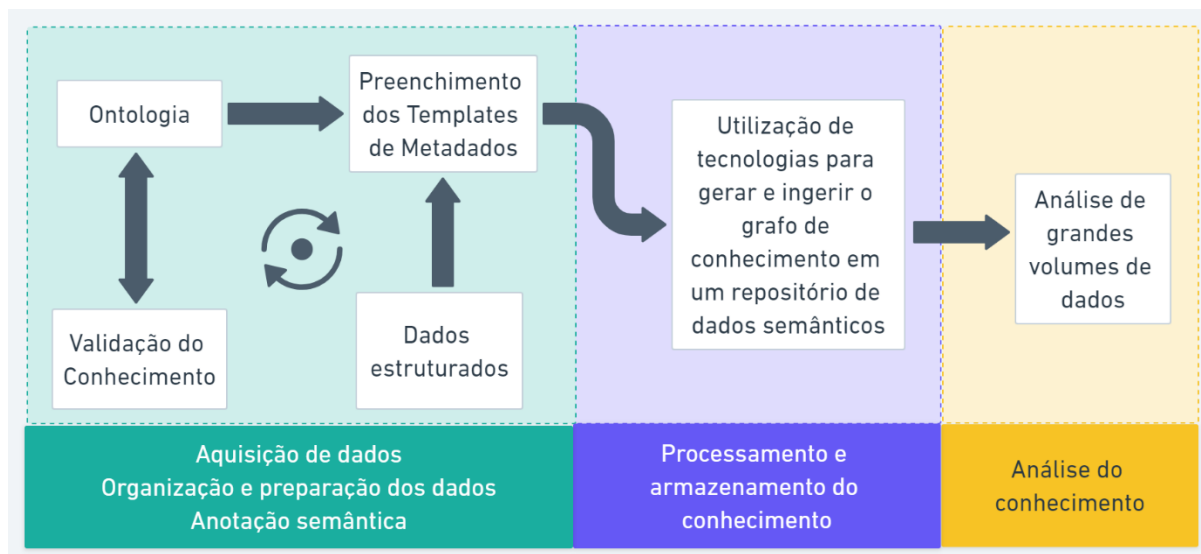 Ontologia
Preenchimento
dos Templates
de Metadados
Validação do
Conhecimento
Dados
estruturados
Utilização de
tecnologias para
gerar e ingerir o
grafo de
conhecimento em
um repositório de
dados semânticos
Análise de
grandes
volumes de
dados
Aquisição de dados
Organização e preparação dos dados
Anotação semântica
Processamento e
armazenamento do
conhecimento
Análise do
conhecimento